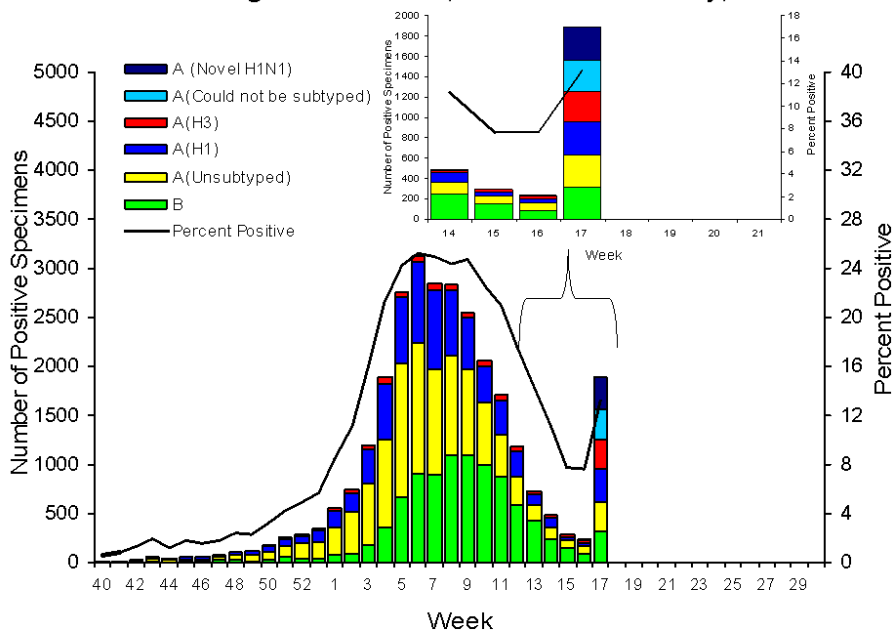 A (Novel H1N1)
A(Could not be subtyped)
A(H3)
A(H1)
A(Unsubtyped)
B
Percent Positive
Number of Positive Specimens
5000
4500
4000
3500
3000
2500
2000
1500
1000
500
0
Percent Positive
40
36
32
28
24
20
16
12
8
4
0
40 42 44 46 48 50 52 1 3 5 7 9 11 13 15 17 19 21 23 25 27 29
Week
Number of Positive Specimens
2000
1800
1600
1400
1200
1000
800
600
400
200
0
Percent Positive
18
16
14
12
10
8
6
4
2
0
14 15 16 17 18 19 20 21
Week